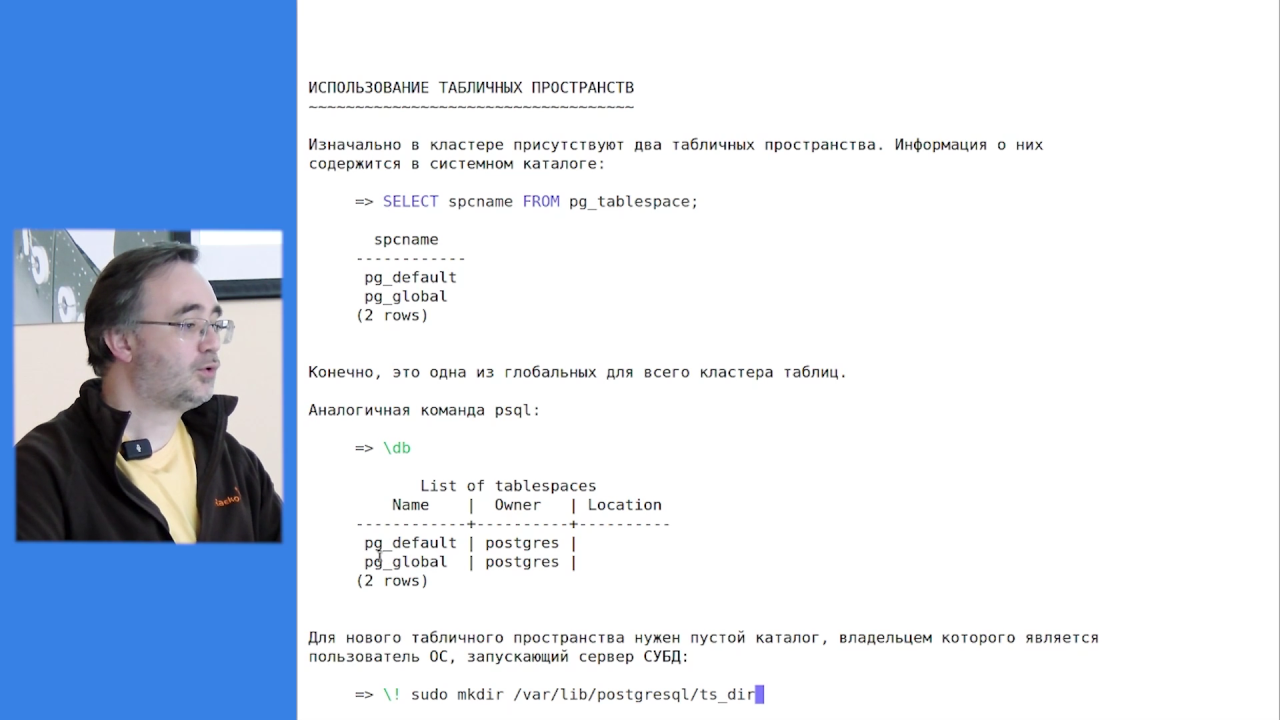 ИСПОЛЬЗОВАНИЕ ТАБЛИЧНЫХ ПРОСТРАНСТВ
~~~~~~~~~~~~~~~~~~~~~~~~~~~~~~~~~~~
Изначально в кластере присутствуют два табличных пространства. Информация о них
содержится в системном каталоге:
=> SELECT spcname FROM pg_tablespace;
spcname
------------
pg_default
pg_global
(2 rows)
Конечно, это одна из глобальных для всего кластера таблиц.
Аналогичная команда psql:
=> \db
List of tablespaces
Name | Owner | Location
------------+----------+----------
pg_default | postgres |
pg_global | postgres |
(2 rows)
Для нового табличного пространства нужен пустой каталог, владельцем которого является
пользователь ОС, запускающий сервер СУБД:
=> \! sudo mkdir /var/lib/postgresql/ts_dir